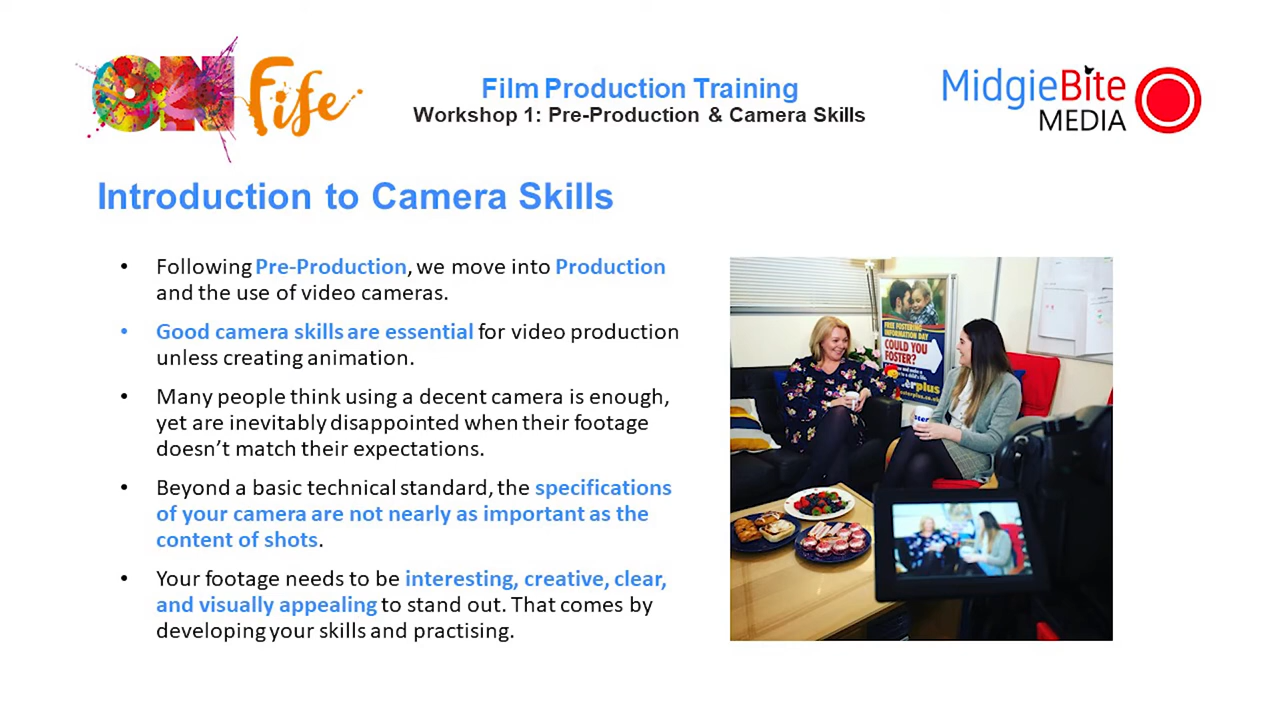 ON Fife
Film Production Training
Workshop 1: Pre-Production & Camera Skills
MidgieBite
MEDIA
Introduction to Camera Skills
• Following Pre-Production, we move into Production
and the use of video cameras.
• Good camera skills are essential for video production
unless creating animation.
• Many people think using a decent camera is enough,
yet are inevitably disappointed when their footage
doesn’t match their expectations.
• Beyond a basic technical standard, the specifications
of your camera are not nearly as important as the
content of shots.
• Your footage needs to be interesting, creative, clear,
and visually appealing to stand out. That comes by
developing your skills and practising.
FREE FOSTERING
INFORMATION DAY
COULD YOU
FOSTER?